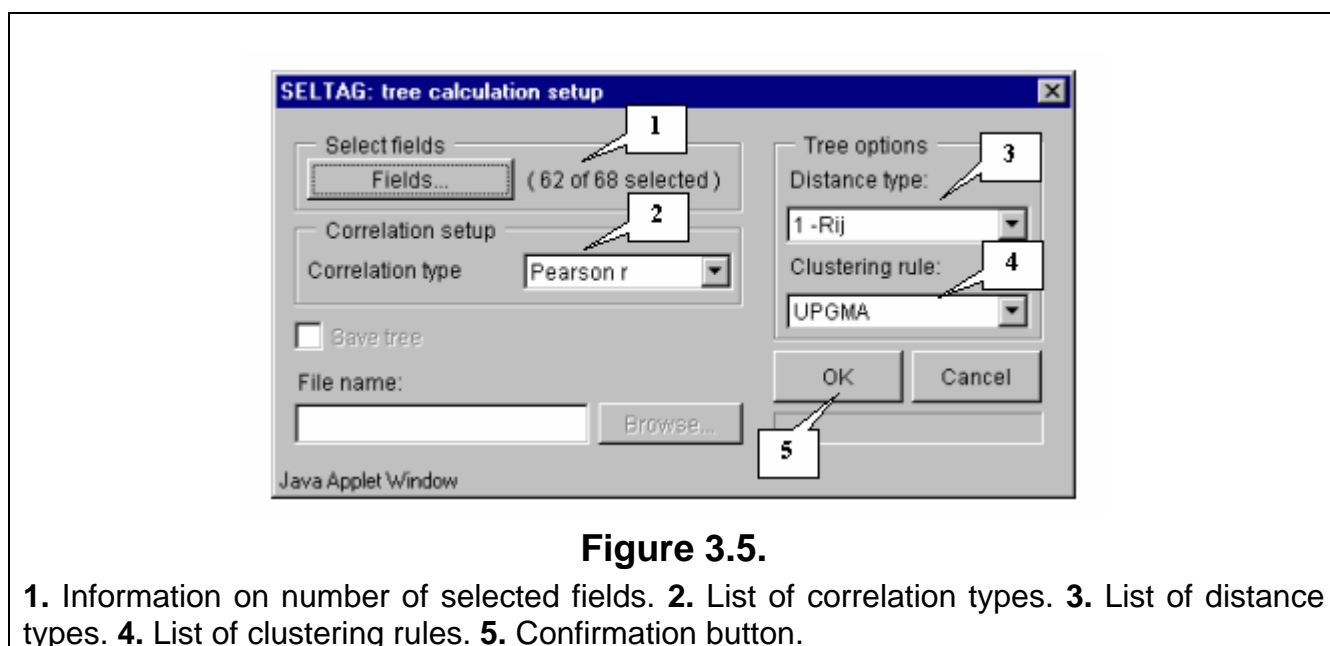 SELTAG: tree calculation setup
1
Select fields
Fields...
( 62 of 68 selected )
2
Correlation setup
Correlation type
Pearson r
Save tree
File name:
Browse...
Tree options
3
Distance type:
1 -Rij
Clustering rule:
4
UPGMA
OK
Cancel
5
Java Applet Window
Figure 3.5.
1. Information on number of selected fields. 2. List of correlation types. 3. List of distance
types. 4. List of clustering rules. 5. Confirmation button.